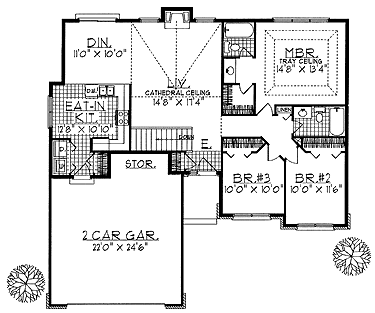 DIN.
11'0" x 10'0"
LIV.
CATHEDRAL CEILING
14'8" x 17'4"
MBR.
TRAY CEILING
14'8" x 13'4"
EAT-IN
KIT.
12'8" x 10'10"
LINEN
DOWN
E.
STOR.
BR.#3
10'0" x 10'0"
BR.#2
10'0" x 11'6"
2 CAR GAR.
22'0" x 24'6"